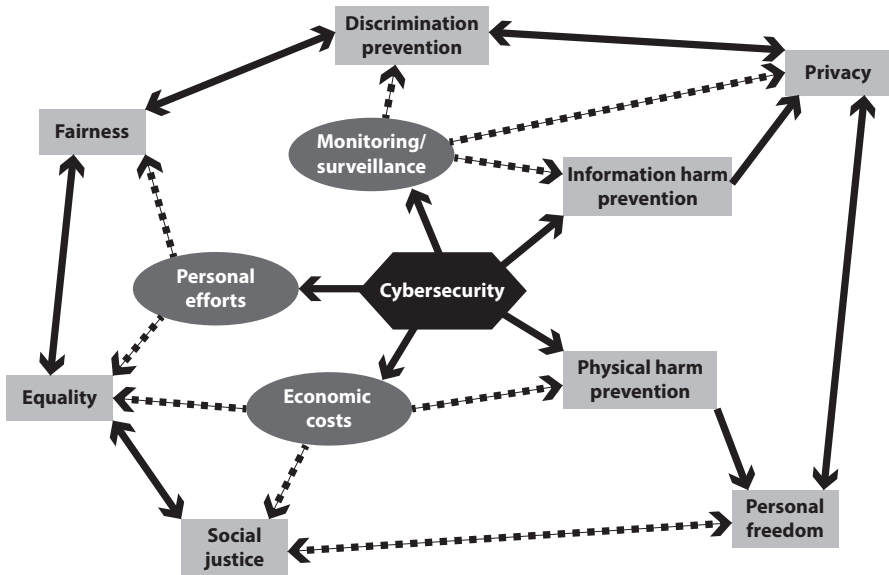 Discrimination
prevention
Privacy
Fairness
Monitoring/
surveillance
Information harm
prevention
Personal
efforts
Cybersecurity
Physical harm
prevention
Equality
Economic
costs
Personal
freedom
Social
justice